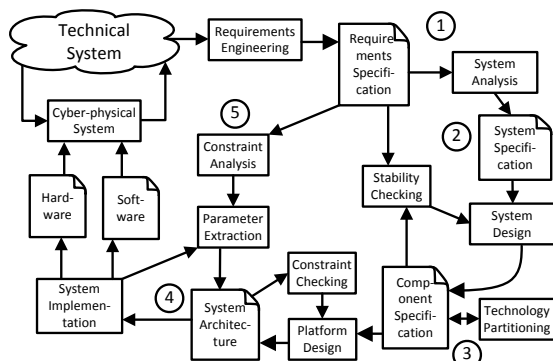 Technical
System
Requirements
Engineering
Require-
ments
Specifi-
cation
1
System
Analysis
Cyber-physical
System
5
Constraint
Analysis
2
System
Specifi-
cation
Hard-
ware
Soft-
ware
Stability
Checking
Parameter
Extraction
System
Design
System
Implemen-
tation
4
System
Architec-
ture
Constraint
Checking
Platform
Design
Com-
ponent
Specifi-
cation
Technology
Partitioning
3